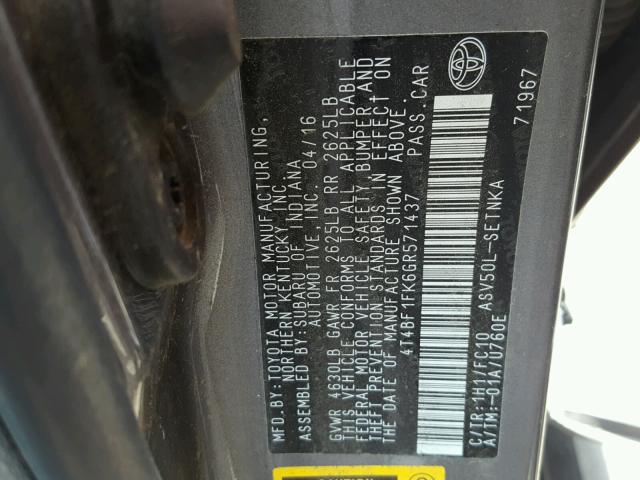 MFD.BY:TOYOTA MOTOR MANUFACTURING,
NORTHERN KENTUCKY,INC.
ASSEMBLED BY:SUBARU OF INDIANA
AUTOMOTIVE,INC. 04/16
GVWR 4630LB GAWR FR 2625LB RR 2625LB
THIS VEHICLE CONFORMS TO ALL APPLICABLE
FEDERAL MOTOR VEHICLE SAFETY,BUMPER,AND
THEFT PREVENTION STANDARDS IN EFFECT ON
THE DATE OF MANUFACTURE SHOWN ABOVE.
4T4BF1FK6GR571437 PASS.CAR
C/TR:1H1/FC10 ASV50L-SETNKA
A/TM:-01A/U760E
71967
CAUTION